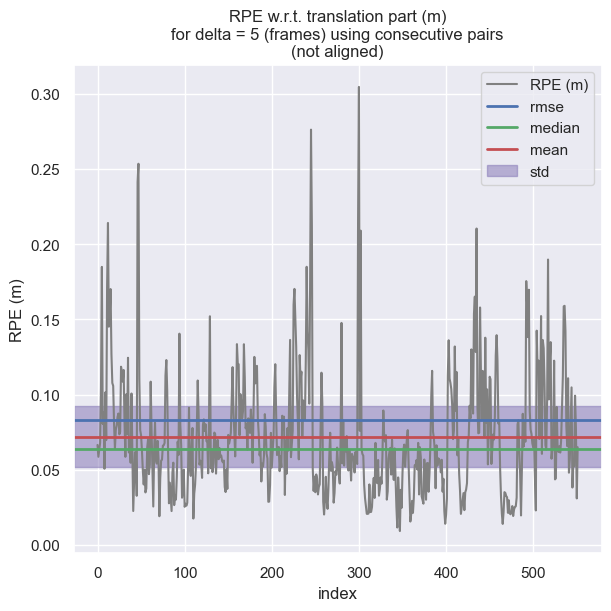 RPE w.r.t. translation part (m)
for delta = 5 (frames) using consecutive pairs
(not aligned)
RPE (m)
rmse
median
mean
std
0.30
0.25
0.20
0.15
0.10
0.05
0.00
RPE (m)
0 100 200 300 400 500
index